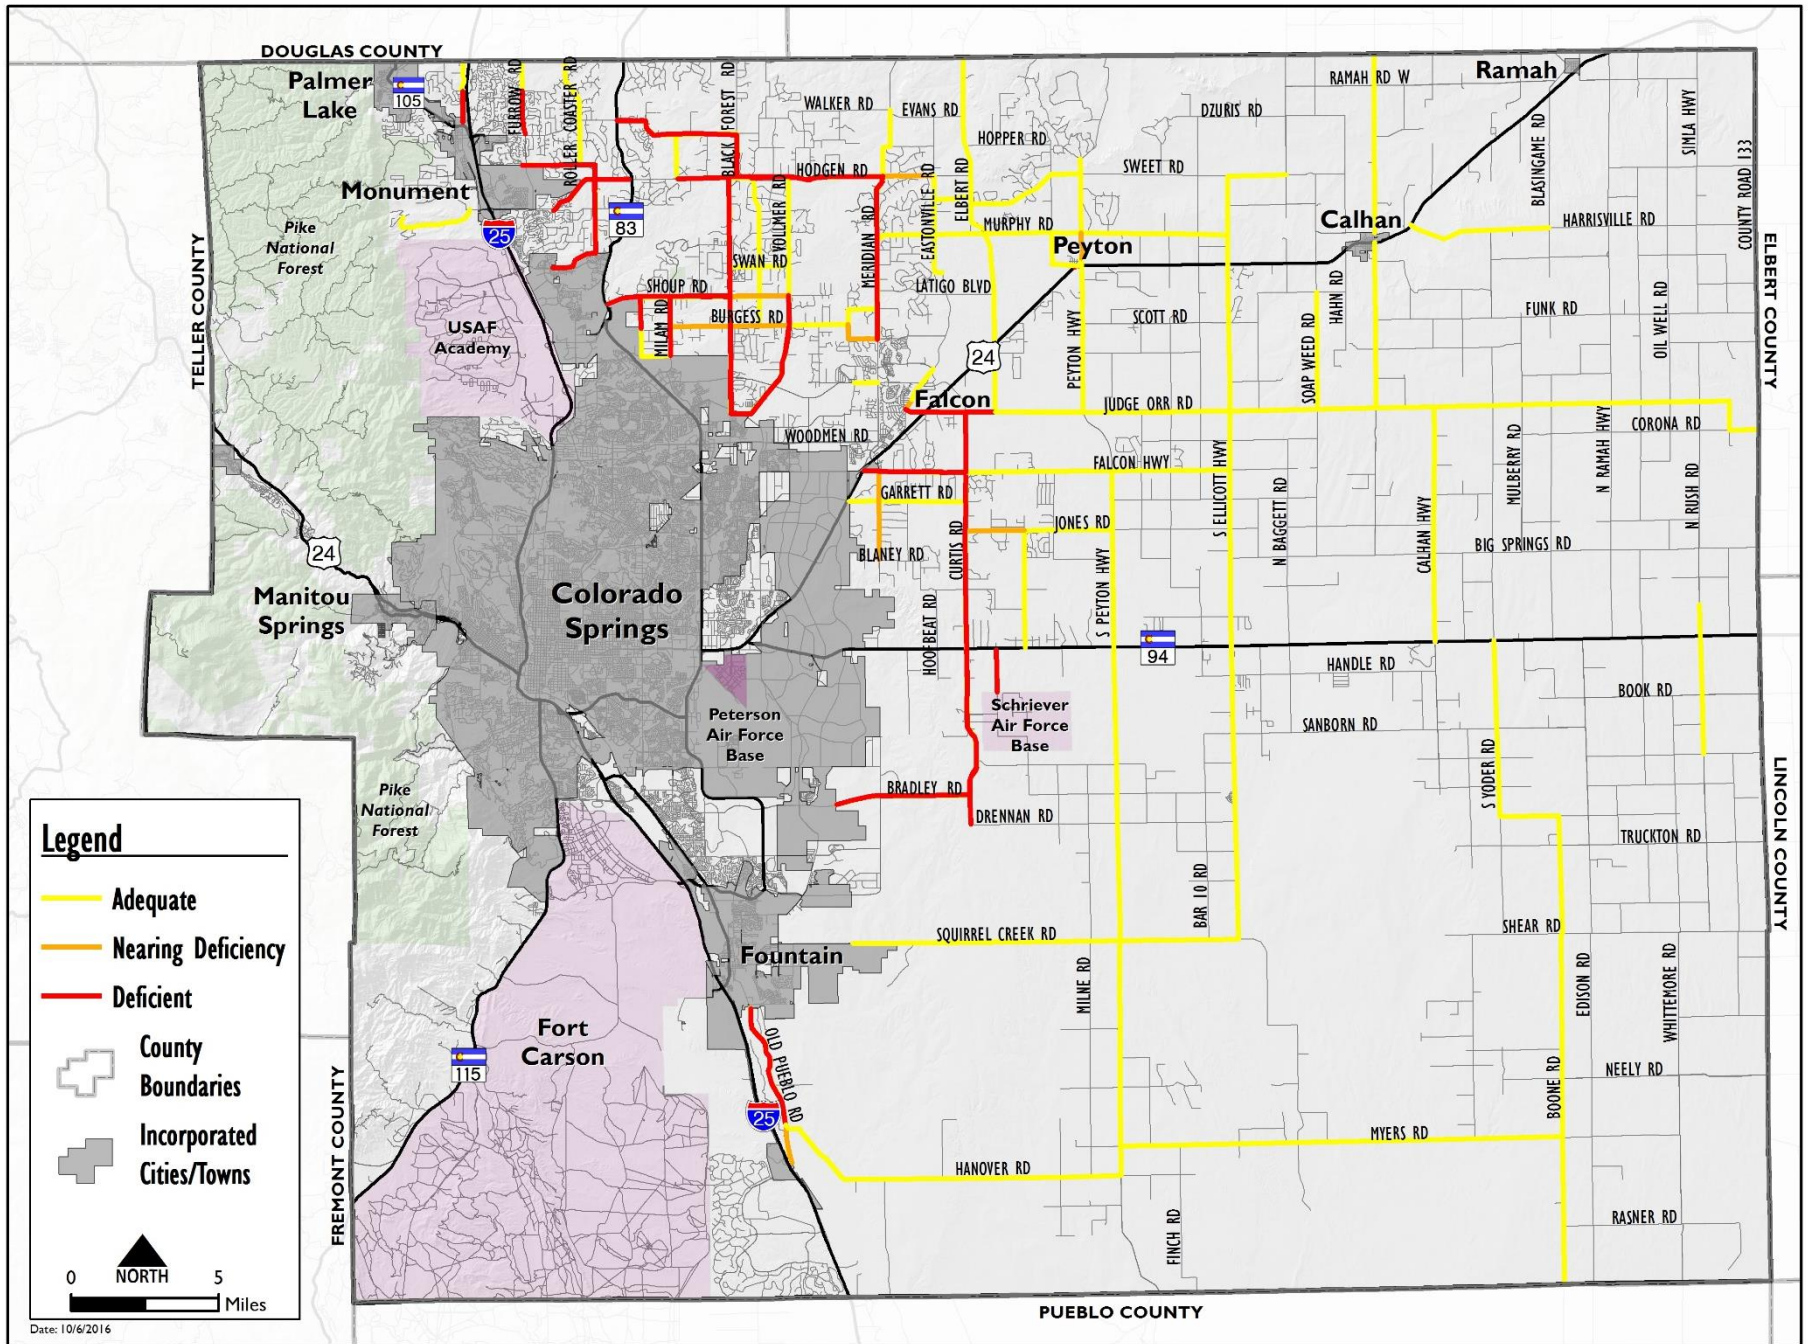 DOUGLAS COUNTY
Palmer
Lake
105
FURROW RD
ROLLER COASTER RD
BLACK FOREST RD
WALKER RD
EVANS RD
HOPPER RD
DZURIS RD
RAMAH RD W
Ramah
BLASINGAME RD
SIMLA HWY
COUNTY ROAD 133
Monument
HODGEN RD
SWEET RD
ELBERT RD
EASTONVILLE RD
MURPHY RD
Peyton
Calhan
HARRISVILLE RD
Pike
National
Forest
25
83
VOLLMER RD
SWAN RD
MERIDIAN RD
TELLER COUNTY
ELBERT COUNTY
SHOUP RD
LATIGO BLVD
USAF
Academy
MILAM RD
BURGESS RD
24
PEYTON HWY
SCOTT RD
SOAP WEED RD
HAHN RD
FUNK RD
OIL WELL RD
Falcon
JUDGE ORR RD
WOODMEN RD
CORONA RD
MULBERRY RD
N RAMAH HWY
N RUSH RD
FALCON HWY
GARRETT RD
S ELLICOTT HWY
N BAGGETT RD
CALHAN HWY
JONES RD
BLANEY RD
CURTIS RD
S PEYTON HWY
BIG SPRINGS RD
24
Manitou
Springs
Colorado
Springs
HOOFBEAT RD
94
HANDLE RD
BOOK RD
SANBORN RD
Peterson
Air Force
Base
Schriever
Air Force
Base
S YODER RD
LINCOLN COUNTY
BRADLEY RD
DRENNAN RD
TRUCKTON RD
Pike
National
Forest
BAR 10 RD
SQUIRREL CREEK RD
SHEAR RD
Fountain
MILNE RD
EDISON RD
WHITTEMORE RD
Fort
Carson
115
OLD PUEBLO RD
25
BOONE RD
NEELY RD
MYERS RD
HANOVER RD
FREMONT COUNTY
FINCH RD
RASNER RD
PUEBLO COUNTY
Legend
Adequate
Nearing Deficiency
Deficient
County
Boundaries
Incorporated
Cities/Towns
NORTH
0 5
Miles
Date: 10/6/2016